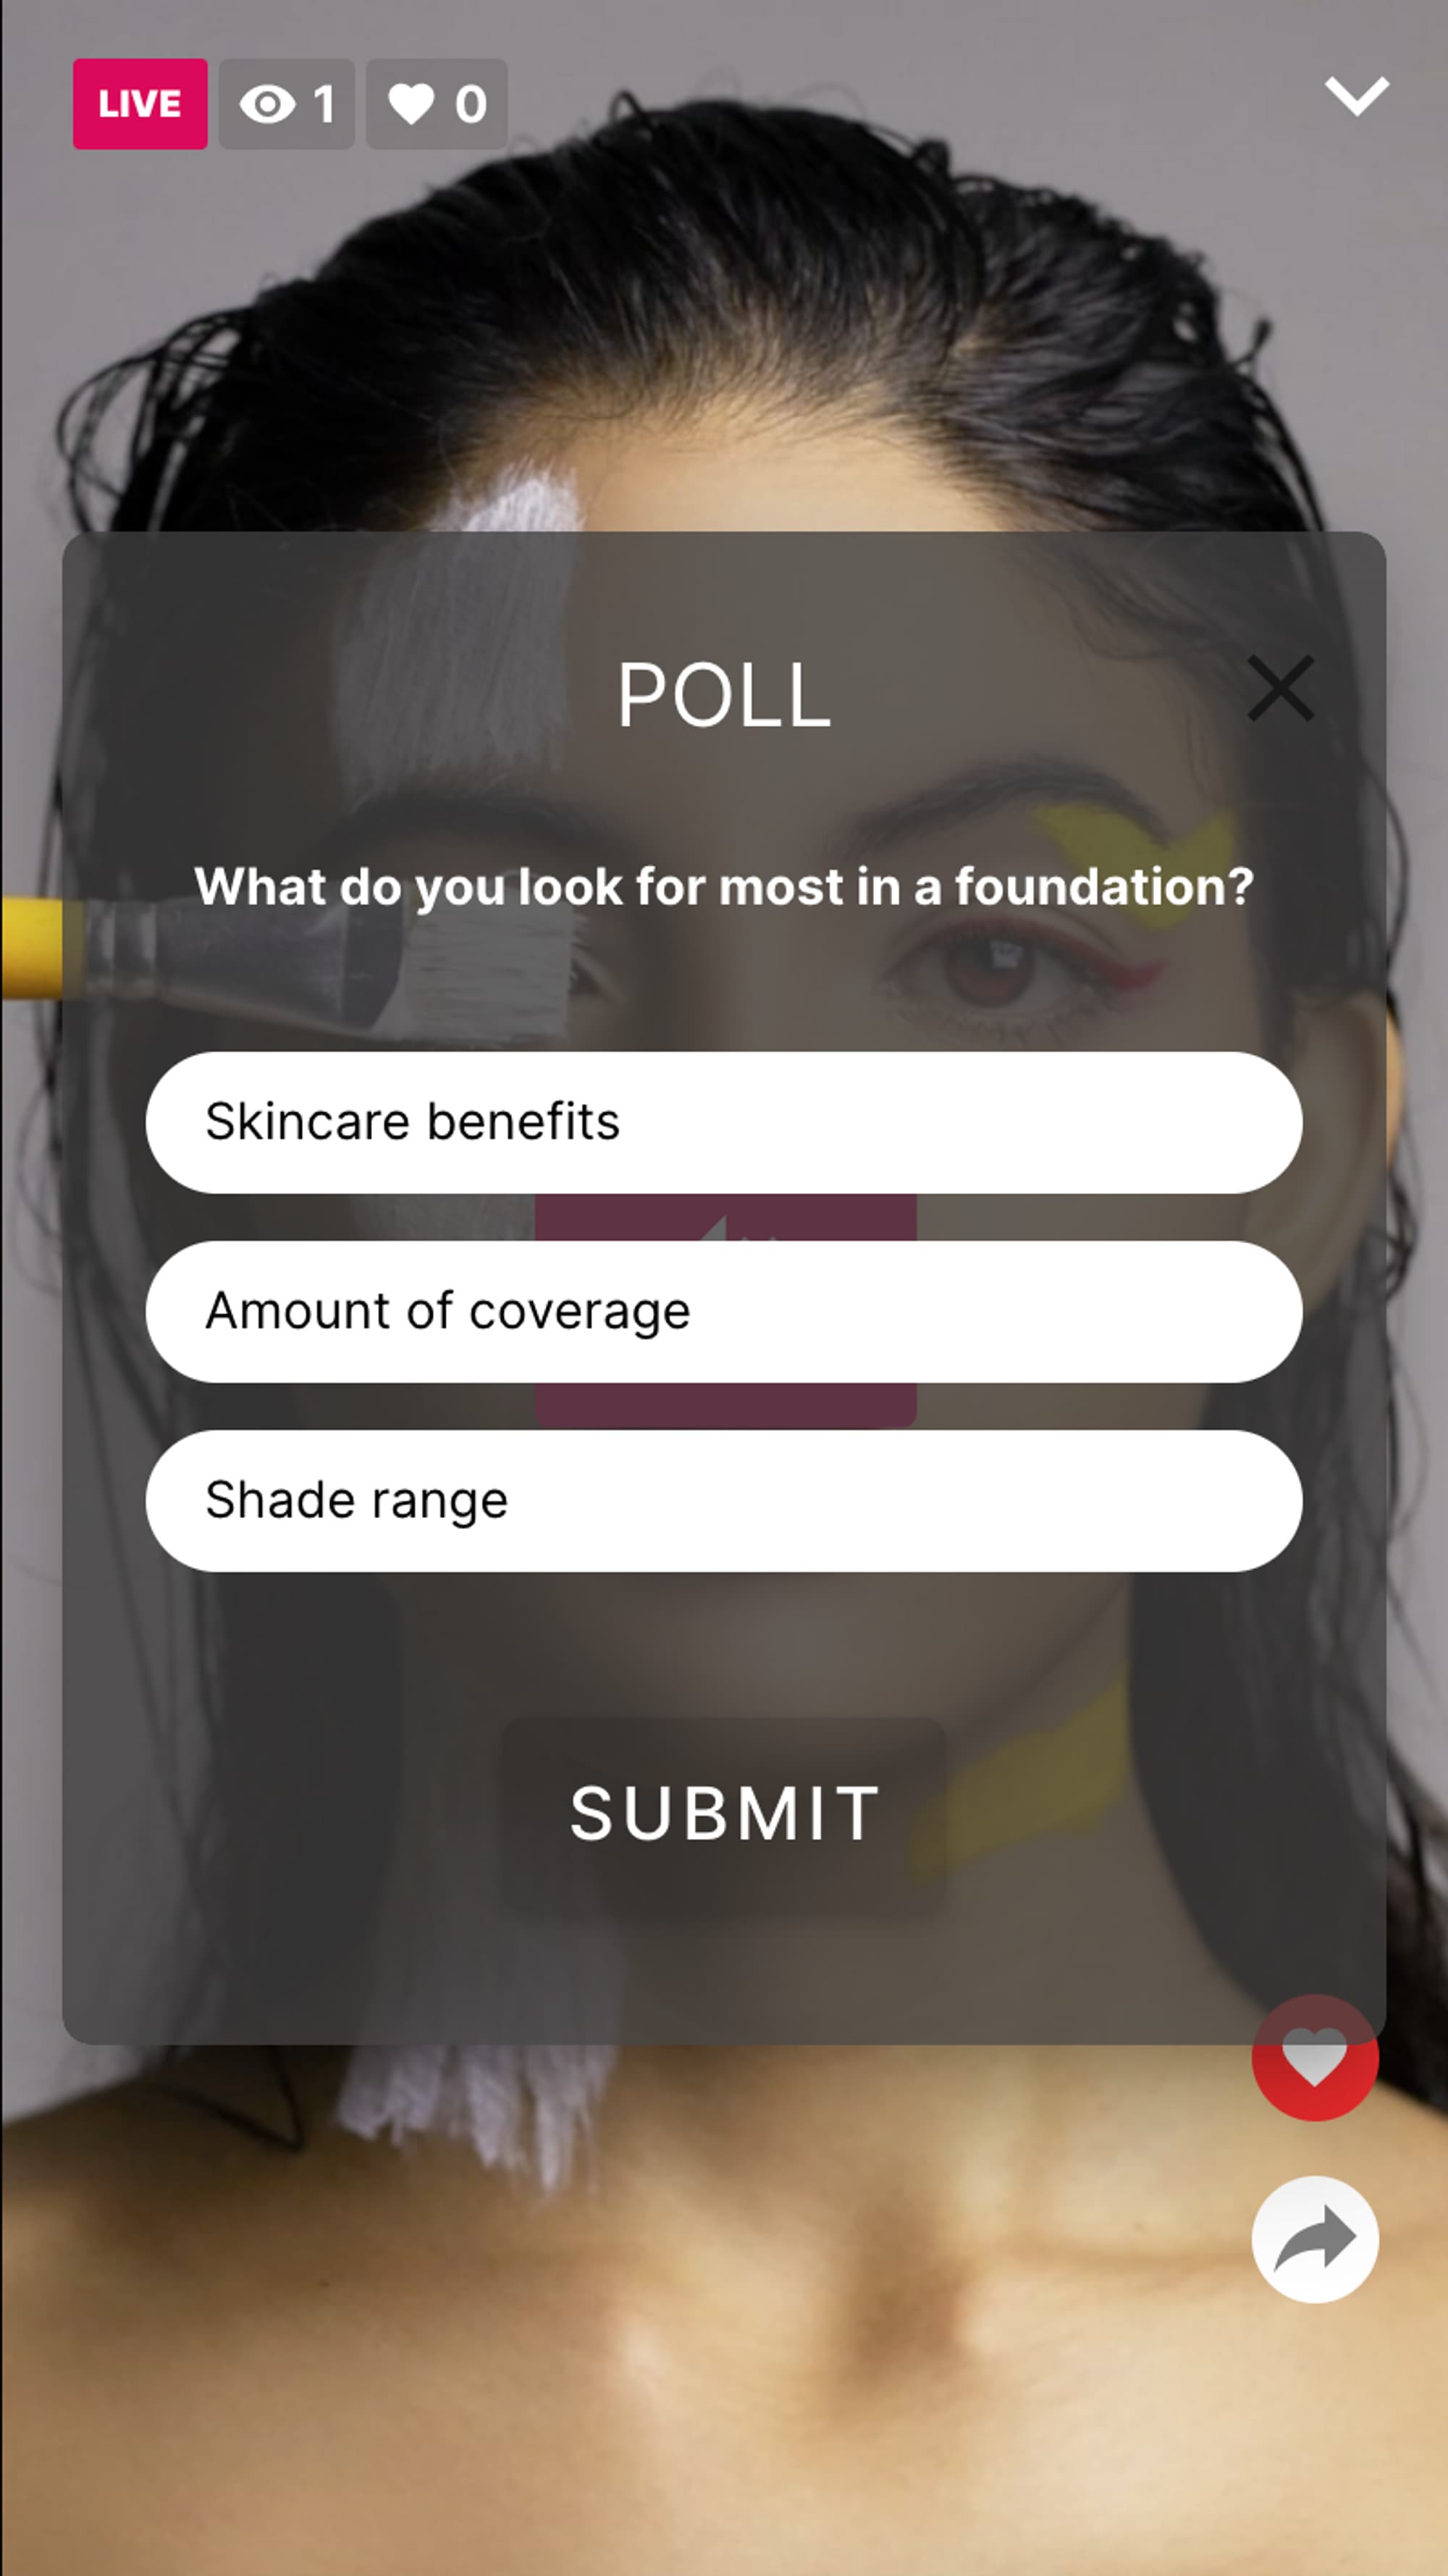 LIVE 1 0
POLL
What do you look for most in a foundation?
Skincare benefits
Amount of coverage
Shade range
SUBMIT